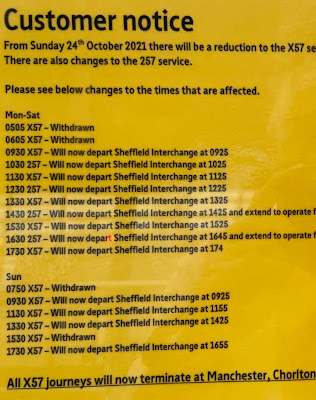 Customer notice
From Sunday 24th October 2021 there will be a reduction to the X57 se
There are also changes to the 257 service.
Please see below changes to the times that are affected.
Mon-Sat
0505 X57 – Withdrawn
0605 X57 – Withdrawn
0930 X57 – Will now depart Sheffield Interchange at 0925
1030 257 – Will now depart Sheffield Interchange at 1025
1130 X57 – Will now depart Sheffield Interchange at 1125
1230 257 – Will now depart Sheffield Interchange at 1225
1330 X57 – Will now depart Sheffield Interchange at 1325
1430 257 – Will now depart Sheffield Interchange at 1425 and extend to operate f
1530 X57 – Will now depart Sheffield Interchange at 1525
1630 257 – Will now depart Sheffield Interchange at 1645 and extend to operate f
1730 X57 – Will now depart Sheffield Interchange at 174
Sun
0750 X57 – Withdrawn
0930 X57 – Will now depart Sheffield Interchange at 0925
1130 X57 – Will now depart Sheffield Interchange at 1155
1330 X57 – Will now depart Sheffield Interchange at 1425
1530 X57 – Withdrawn
1730 X57 – Will now depart Sheffield Interchange at 1655
All X57 journeys will now terminate at Manchester, Chorlton